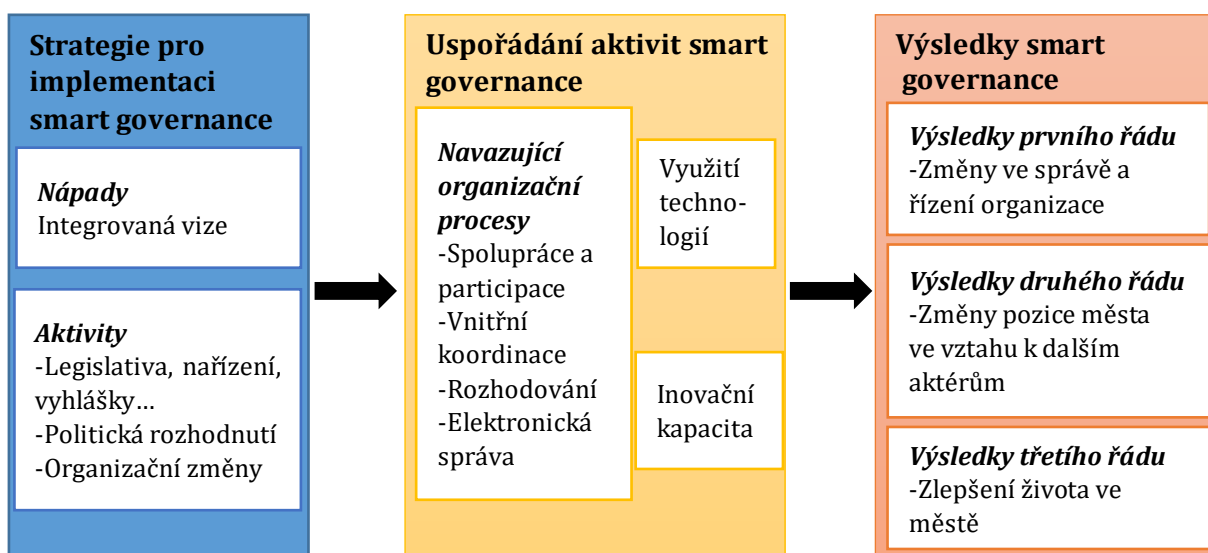 Strategie pro
implementaci
smart governance
Nápady
Integrovaná vize
Aktivity
-Legislativa, nařízení,
vyhlášky…
-Politická rozhodnutí
-Organizační změny
Uspořádání aktivit smart
governance
Navazující
organizační
procesy
-Spolupráce a
participace
-Vnitřní
koordinace
-Rozhodování
-Elektronická
správa
Využití
techno-
logií
Inovační
kapacita
Výsledky smart
governance
Výsledky prvního řádu
-Změny ve správě a
řízení organizace
Výsledky druhého řádu
-Změny pozice města
ve vztahu k dalším
aktérům
Výsledky třetího řádu
-Zlepšení života ve
městě